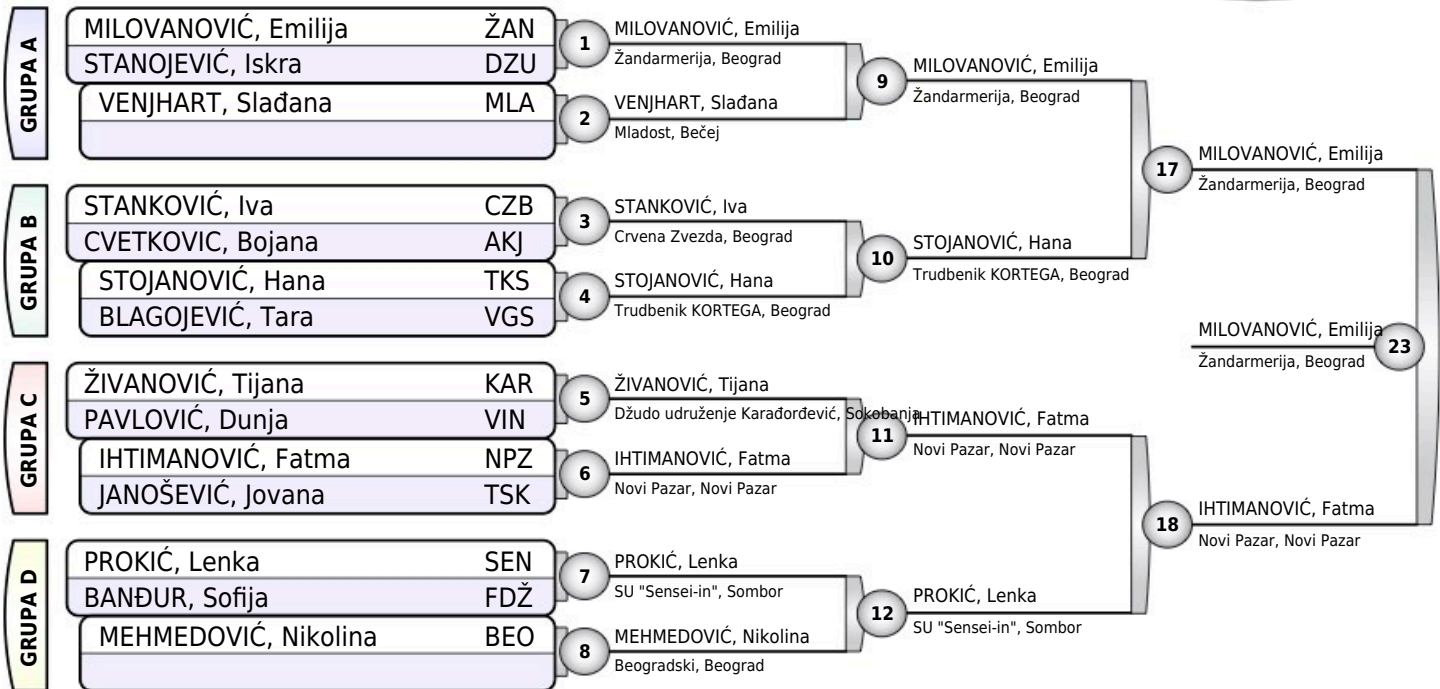 GRUPA A
MILOVANOVIĆ, Emilija ŽAN
STANOJEVIĆ, Iskra DZU
VENJHART, Slađana MLA
1
MILOVANOVIĆ, Emilija
Žandarmerija, Beograd
2
VENJHART, Slađana
Mladost, Bečej
9
MILOVANOVIĆ, Emilija
Žandarmerija, Beograd
GRUPA B
STANKOVIĆ, Iva CZB
CVETKOVIC, Bojana AKJ
STOJANOVIĆ, Hana TKS
BLAGOJEVIĆ, Tara VGS
3
STANKOVIĆ, Iva
Crvena Zvezda, Beograd
4
STOJANOVIĆ, Hana
Trudbenik KORTEGA, Beograd
10
STOJANOVIĆ, Hana
Trudbenik KORTEGA, Beograd
17
MILOVANOVIĆ, Emilija
Žandarmerija, Beograd
GRUPA C
ŽIVANOVIĆ, Tijana KAR
PAVLOVIĆ, Dunja VIN
IHTIMANOVIĆ, Fatma NPZ
JANOŠEVIĆ, Jovana TSK
5
ŽIVANOVIĆ, Tijana
Džudo udruženje Karađorđević, Sokobanja
6
IHTIMANOVIĆ, Fatma
Novi Pazar, Novi Pazar
11
IHTIMANOVIĆ, Fatma
Novi Pazar, Novi Pazar
GRUPA D
PROKIĆ, Lenka SEN
BANĐUR, Sofija FDŽ
MEHMEDOVIĆ, Nikolina BEO
7
PROKIĆ, Lenka
SU "Sensei-in", Sombor
8
MEHMEDOVIĆ, Nikolina
Beogradski, Beograd
12
PROKIĆ, Lenka
SU "Sensei-in", Sombor
18
IHTIMANOVIĆ, Fatma
Novi Pazar, Novi Pazar
MILOVANOVIĆ, Emilija
Žandarmerija, Beograd
23